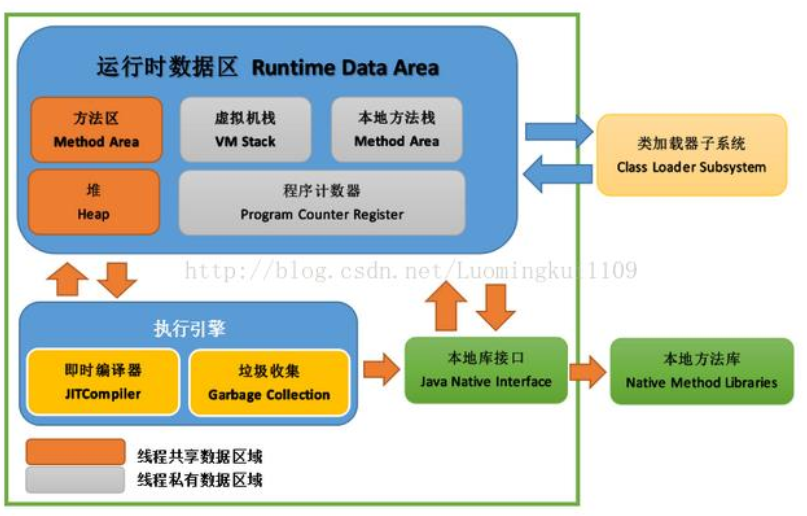 运行时数据区 Runtime Data Area
方法区
Method Area
虚拟机栈
VM Stack
本地方法栈
Method Area
堆
Heap
程序计数器
Program Counter Register
类加载器子系统
Class Loader Subsystem
http://blog.csdn.net/Luomingkui1109
执行引擎
即时编译器
JITCompiler
垃圾收集
Garbage Collection
本地库接口
Java Native Interface
本地方法库
Native Method Libraries
线程共享数据区域
线程私有数据区域